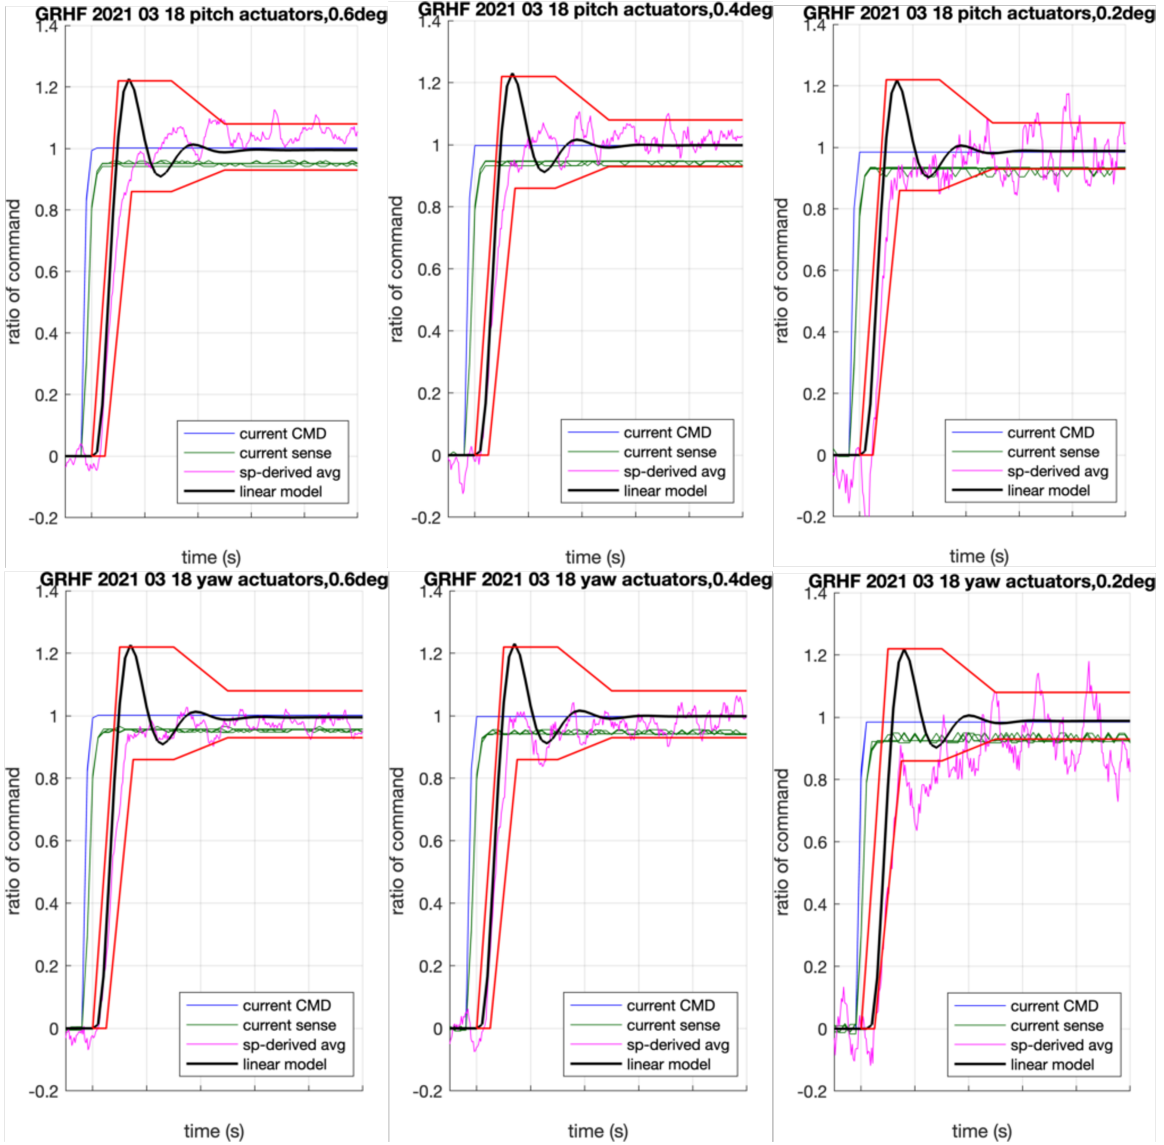 GRHF 2021 03 18 pitch actuators,0.6deg
1.4
1.2
1
0.8
0.6
0.4
0.2
0
-0.2
ratio of command
time (s)
current CMD
current sense
sp-derived avg
linear model
GRHF 2021 03 18 pitch actuators,0.4deg
1.4
1.2
1
0.8
0.6
0.4
0.2
0
-0.2
ratio of command
time (s)
current CMD
current sense
sp-derived avg
linear model
GRHF 2021 03 18 pitch actuators,0.2deg
1.4
1.2
1
0.8
0.6
0.4
0.2
0
-0.2
ratio of command
time (s)
current CMD
current sense
sp-derived avg
linear model
GRHF 2021 03 18 yaw actuators,0.6deg
1.4
1.2
1
0.8
0.6
0.4
0.2
0
-0.2
ratio of command
time (s)
current CMD
current sense
sp-derived avg
linear model
GRHF 2021 03 18 yaw actuators,0.4deg
1.4
1.2
1
0.8
0.6
0.4
0.2
0
-0.2
ratio of command
time (s)
current CMD
current sense
sp-derived avg
linear model
GRHF 2021 03 18 yaw actuators,0.2deg
1.4
1.2
1
0.8
0.6
0.4
0.2
0
-0.2
ratio of command
time (s)
current CMD
current sense
sp-derived avg
linear model